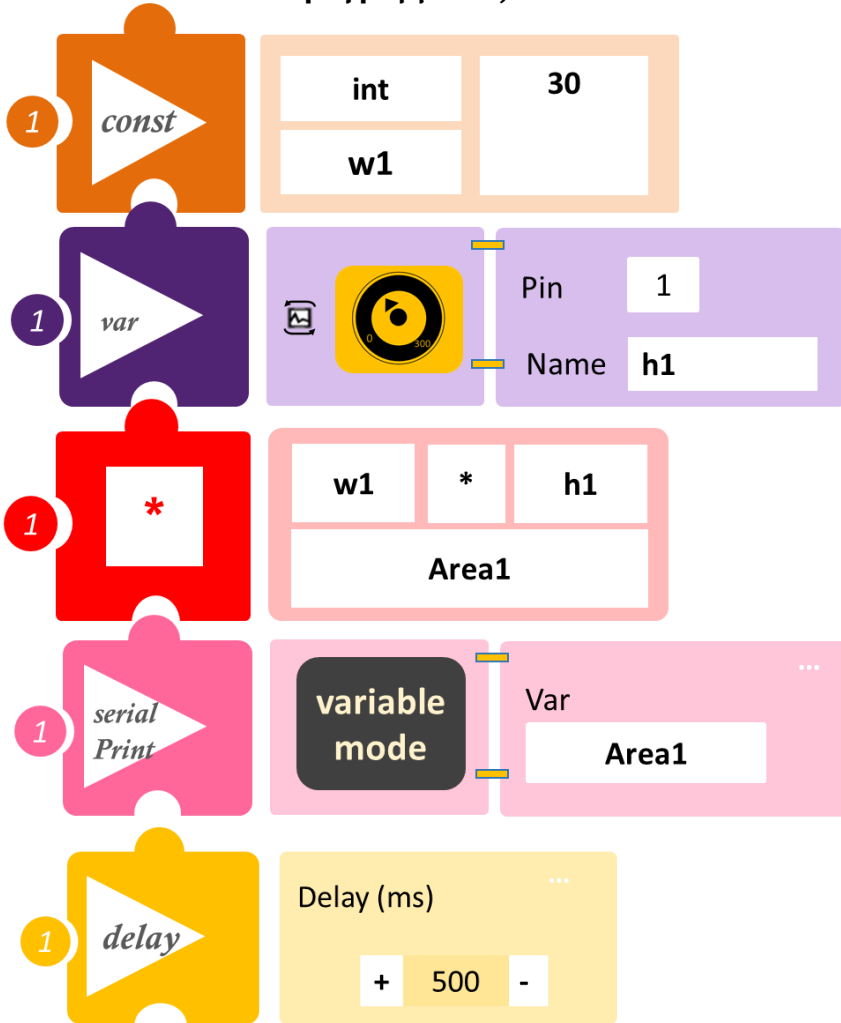 1
const
int
30
w1
1
var
0
300
Pin
1
Name
h1
1
*
w1
*
h1
Area1
1
serial
Print
variable
mode
...
Var
Area1
1
delay
...
Delay (ms)
+
500
-